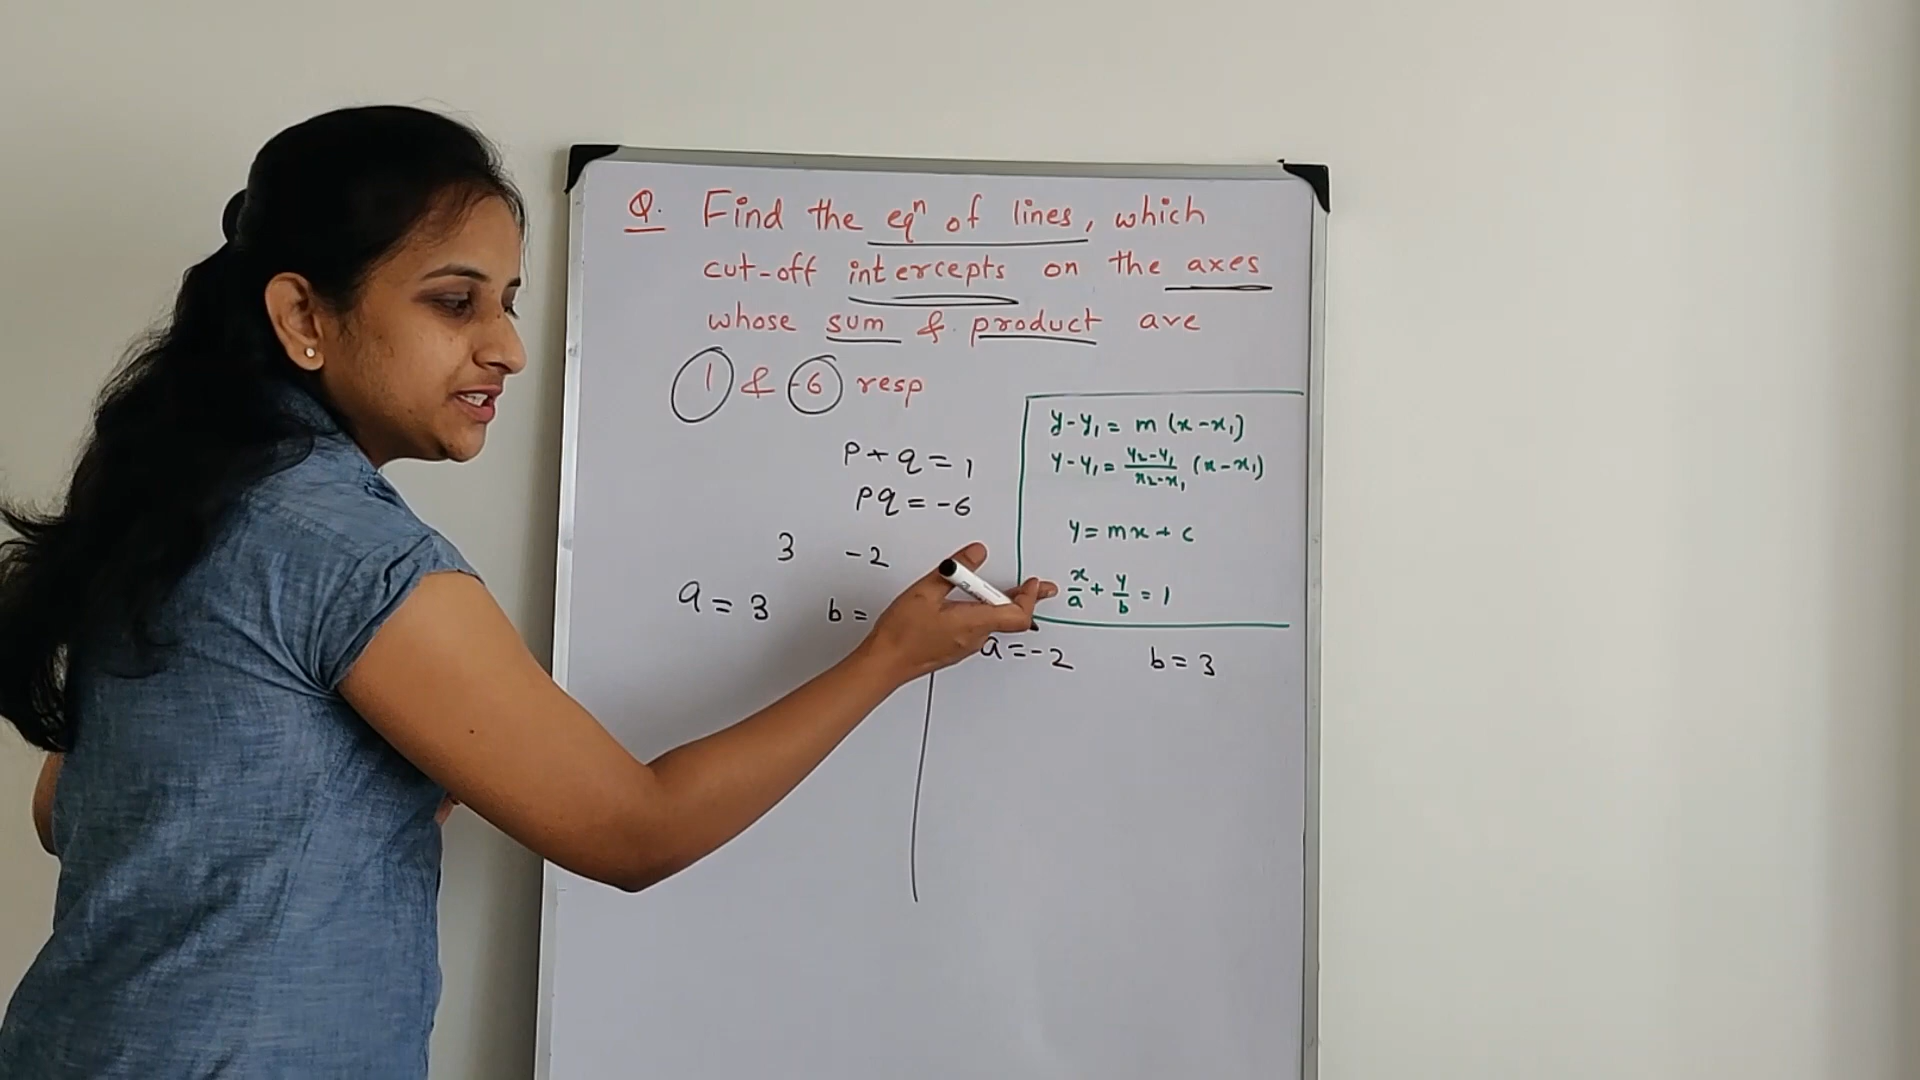 Q. Find the eqⁿ of lines, which
cut-off intercepts on the axes
whose sum & product are
1 & -6 resp
p + q = 1
pq = -6
3 -2
a = 3 b =
y - y₁ = m (x - x₁)
y - y₁ = y₂ - y₁ / x₂ - x₁ (x - x₁)
y = mx + c
x/a + y/b = 1
a = -2 b = 3